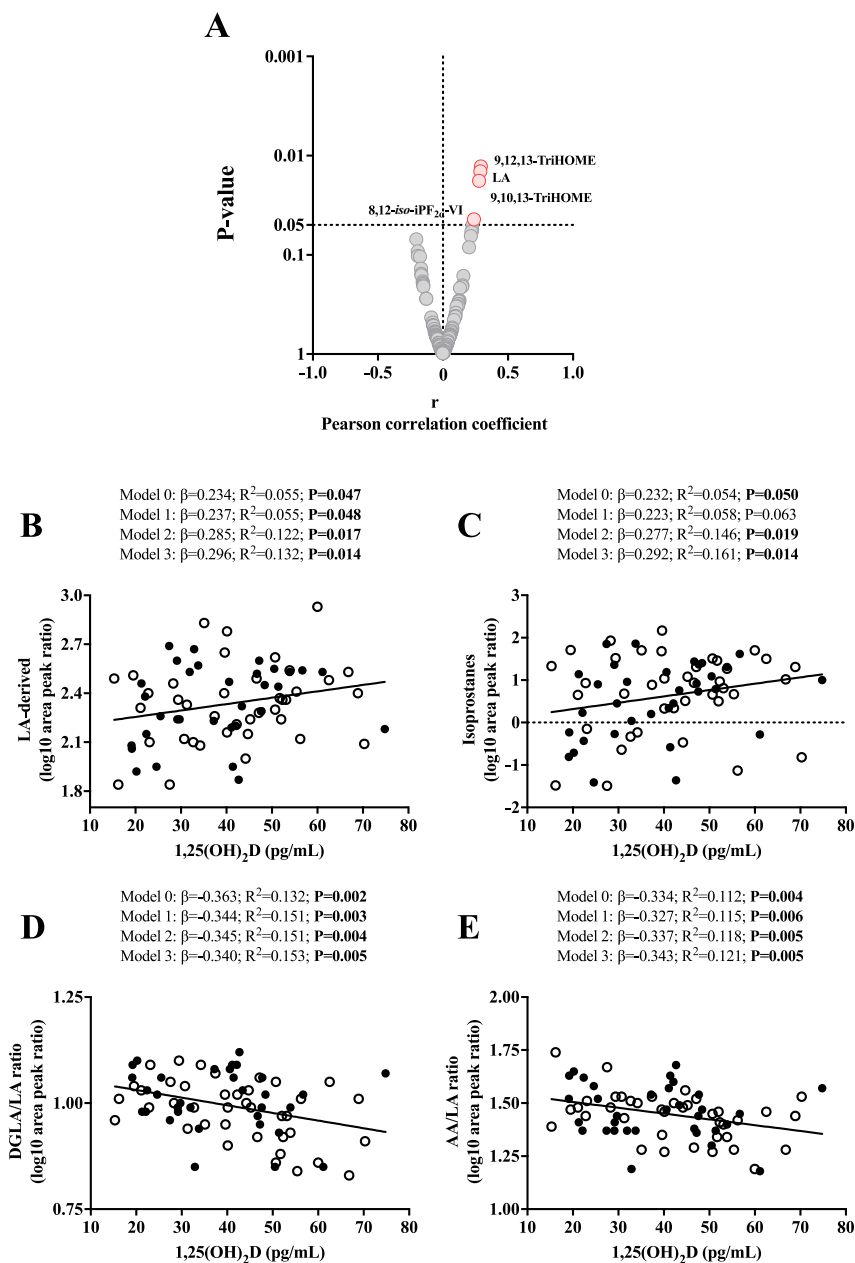 A
0.001
0.01
0.05
0.1
1
P-value
9,12,13-TriHOME
LA
9,10,13-TriHOME
8,12-iso-iPF2α-VI
-1.0
-0.5
0
0.5
1.0
r
Pearson correlation coefficient
B
Model 0: β=0.234; R²=0.055; P=0.047
Model 1: β=0.237; R²=0.055; P=0.048
Model 2: β=0.285; R²=0.122; P=0.017
Model 3: β=0.296; R²=0.132; P=0.014
3.0
2.7
2.4
2.1
1.8
LA-derived
(log10 area peak ratio)
10 20 30 40 50 60 70 80
1,25(OH)₂D (pg/mL)
C
Model 0: β=0.232; R²=0.054; P=0.050
Model 1: β=0.223; R²=0.058; P=0.063
Model 2: β=0.277; R²=0.146; P=0.019
Model 3: β=0.292; R²=0.161; P=0.014
3
2
1
0
-1
-2
Isoprostanes
(log10 area peak ratio)
10 20 30 40 50 60 70 80
1,25(OH)₂D (pg/mL)
D
Model 0: β=-0.363; R²=0.132; P=0.002
Model 1: β=-0.344; R²=0.151; P=0.003
Model 2: β=-0.345; R²=0.151; P=0.004
Model 3: β=-0.340; R²=0.153; P=0.005
1.25
1.00
0.75
DGLA/LA ratio
(log10 area peak ratio)
10 20 30 40 50 60 70 80
1,25(OH)₂D (pg/mL)
E
Model 0: β=-0.334; R²=0.112; P=0.004
Model 1: β=-0.327; R²=0.115; P=0.006
Model 2: β=-0.337; R²=0.118; P=0.005
Model 3: β=-0.343; R²=0.121; P=0.005
2.00
1.75
1.50
1.25
1.00
AA/LA ratio
(log10 area peak ratio)
10 20 30 40 50 60 70 80
1,25(OH)₂D (pg/mL)